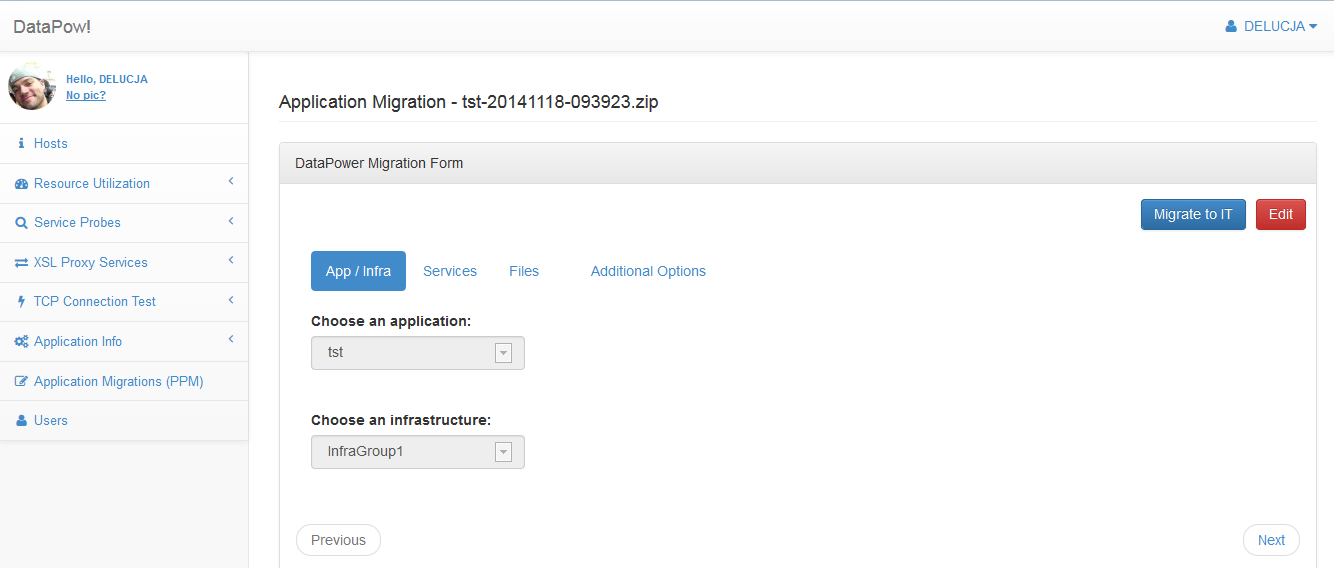 DataPow!
DELUCJA
Hello, DELUCJA
No pic?
Hosts
Resource Utilization
Service Probes
XSL Proxy Services
TCP Connection Test
Application Info
Application Migrations (PPM)
Users
Application Migration - tst-20141118-093923.zip
DataPower Migration Form
Migrate to IT Edit
App / Infra Services Files Additional Options
Choose an application:
tst
Choose an infrastructure:
InfraGroup1
Previous Next